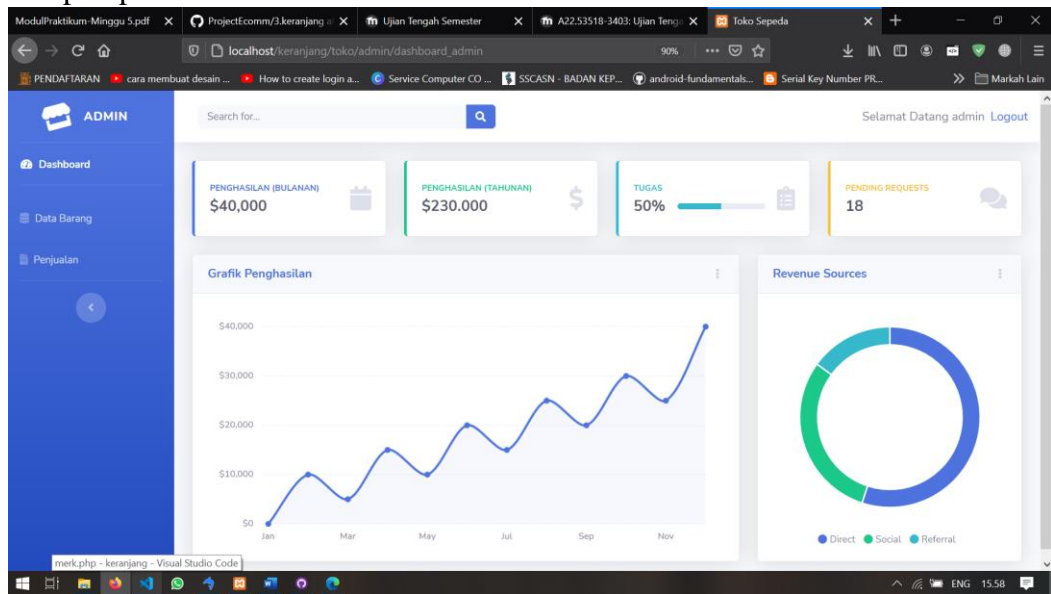 ModulPraktikum-Minggu 5.pdf
ProjectEcomm/3.keranjang a
Ujian Tengah Semester
A22.53518-3403: Ujian Teng
Toko Sepeda
localhost/keranjang/toko/admin/dashboard_admin
90%
PENDAFTARAN
cara membuat desain ...
How to create login a...
Service Computer CO ...
SSCASN - BADAN KEP...
android-fundamentals...
Serial Key Number PR...
Markah Lain
ADMIN
Search for...
Selamat Datang admin Logout
Dashboard
Data Barang
Penjualan
PENGHASILAN (BULANAN)
$40,000
PENGHASILAN (TAHUNAN)
$230.000
TUGAS
50%
PENDING REQUESTS
18
Grafik Penghasilan
$40,000
$30,000
$20,000
$10,000
$0
Jan Mar May Jul Sep Nov
Revenue Sources
Direct Social Referral
merk.php - keranjang - Visual Studio Code
ENG 15.58